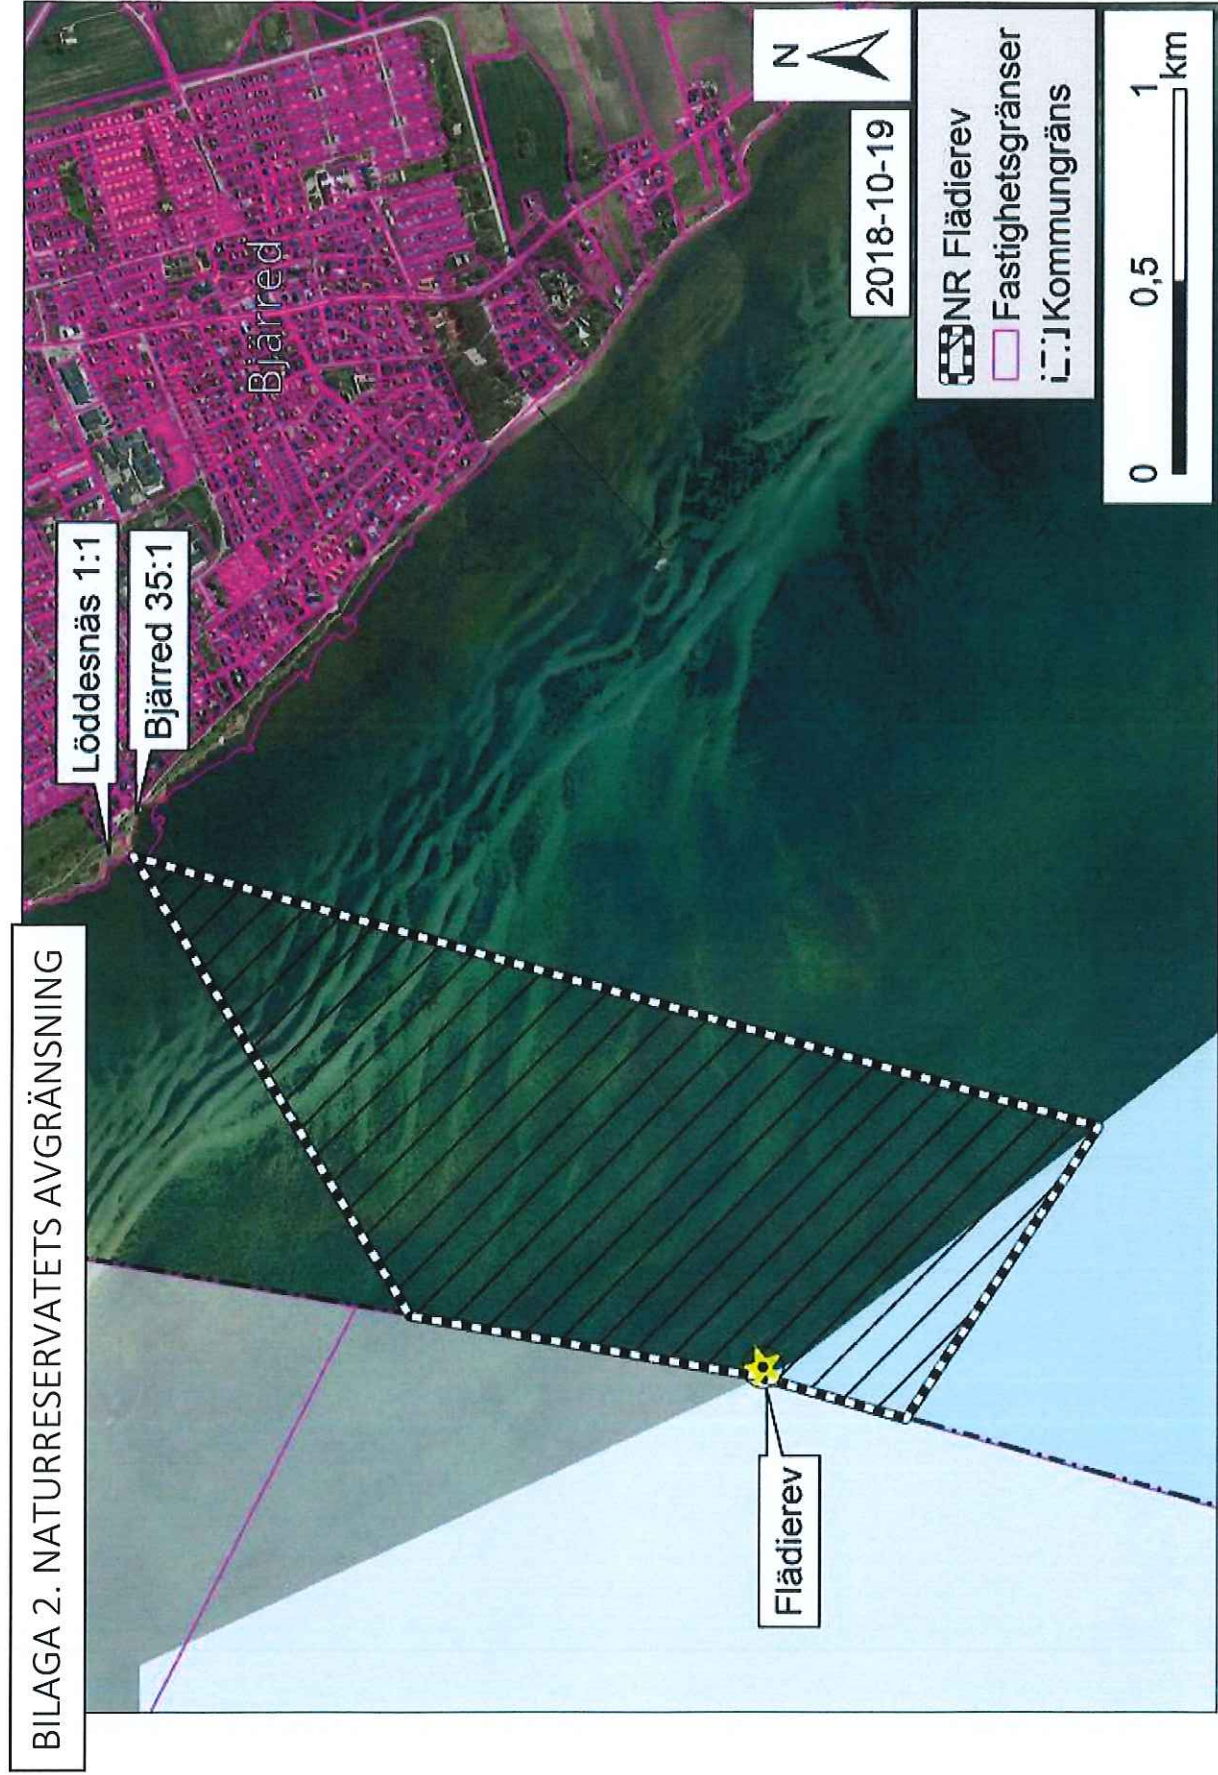 BILAGA 2. NATURRESERVATETS AVGRÄNSNING
Löddesnäs 1:1
Bjärred 35:1
Bjärred
Flädierev
N
2018-10-19
NR Flädierev
Fastighetsgränser
Kommungräns
0 0,5 1
km